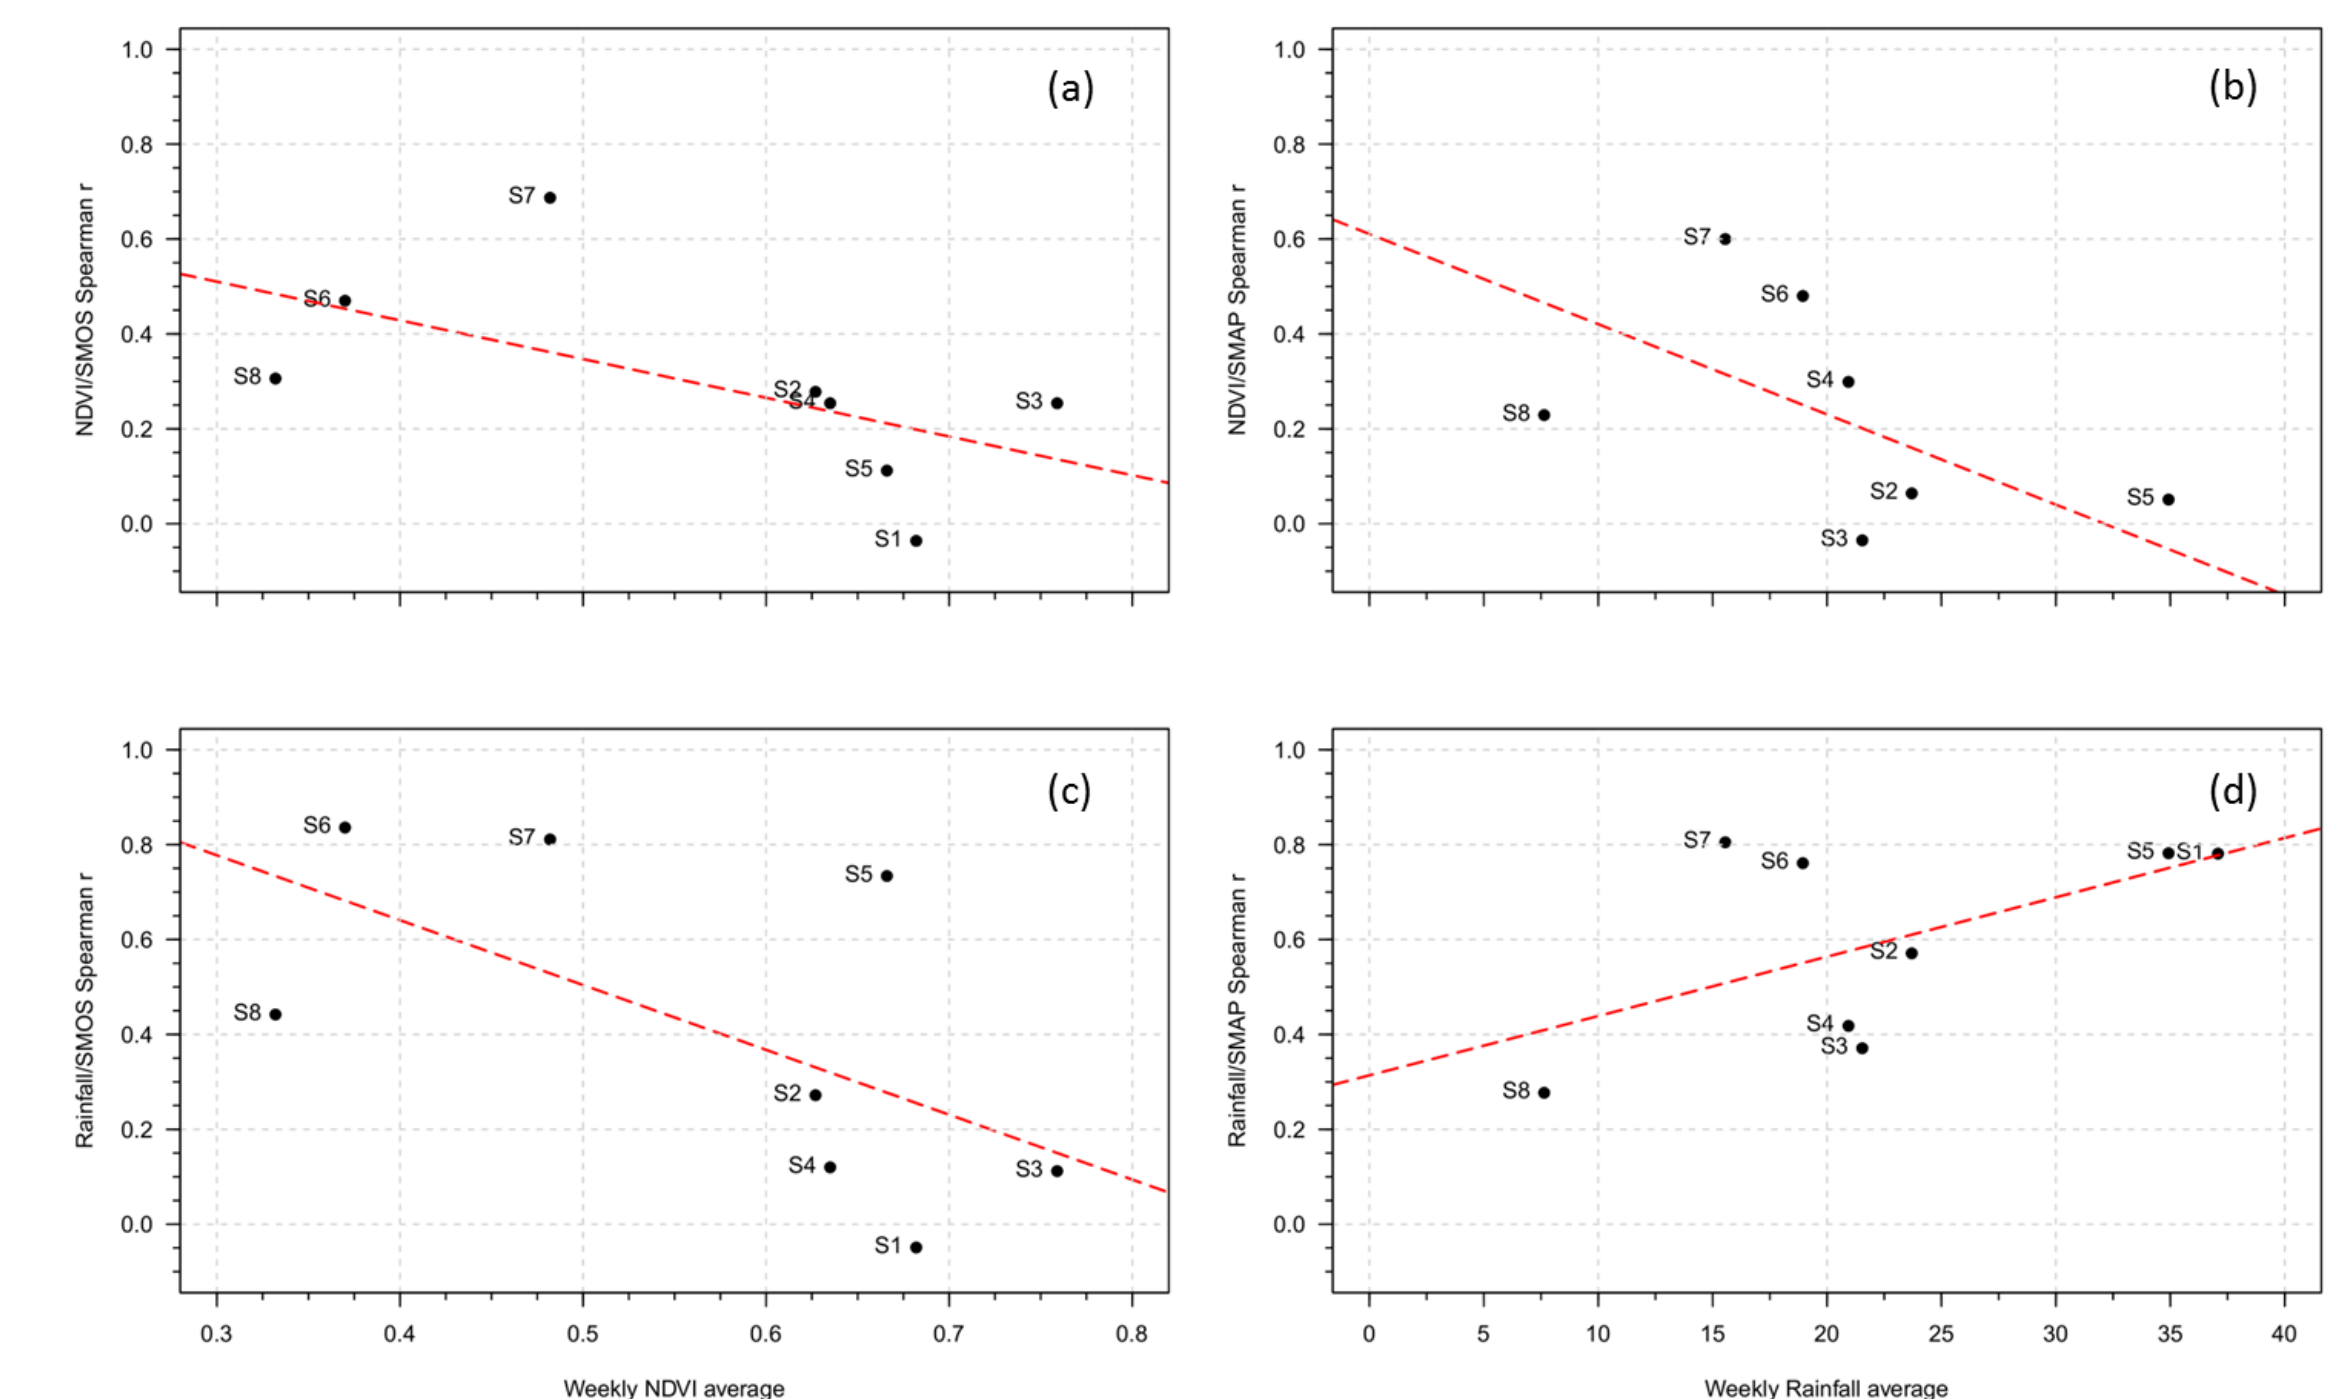 (a)
NDVI/SMOS Spearman r
1.0
0.8
0.6
0.4
0.2
0.0
S7
S6
S8
S2
S4
S3
S5
S1
(b)
NDVI/SMAP Spearman r
1.0
0.8
0.6
0.4
0.2
0.0
S7
S6
S4
S8
S2
S5
S3
(c)
Rainfall/SMOS Spearman r
1.0
0.8
0.6
0.4
0.2
0.0
S6
S7
S5
S8
S2
S4
S3
S1
0.3 0.4 0.5 0.6 0.7 0.8
Weekly NDVI average
(d)
Rainfall/SMAP Spearman r
1.0
0.8
0.6
0.4
0.2
0.0
S7
S6
S5 S1
S2
S4
S3
S8
0 5 10 15 20 25 30 35 40
Weekly Rainfall average